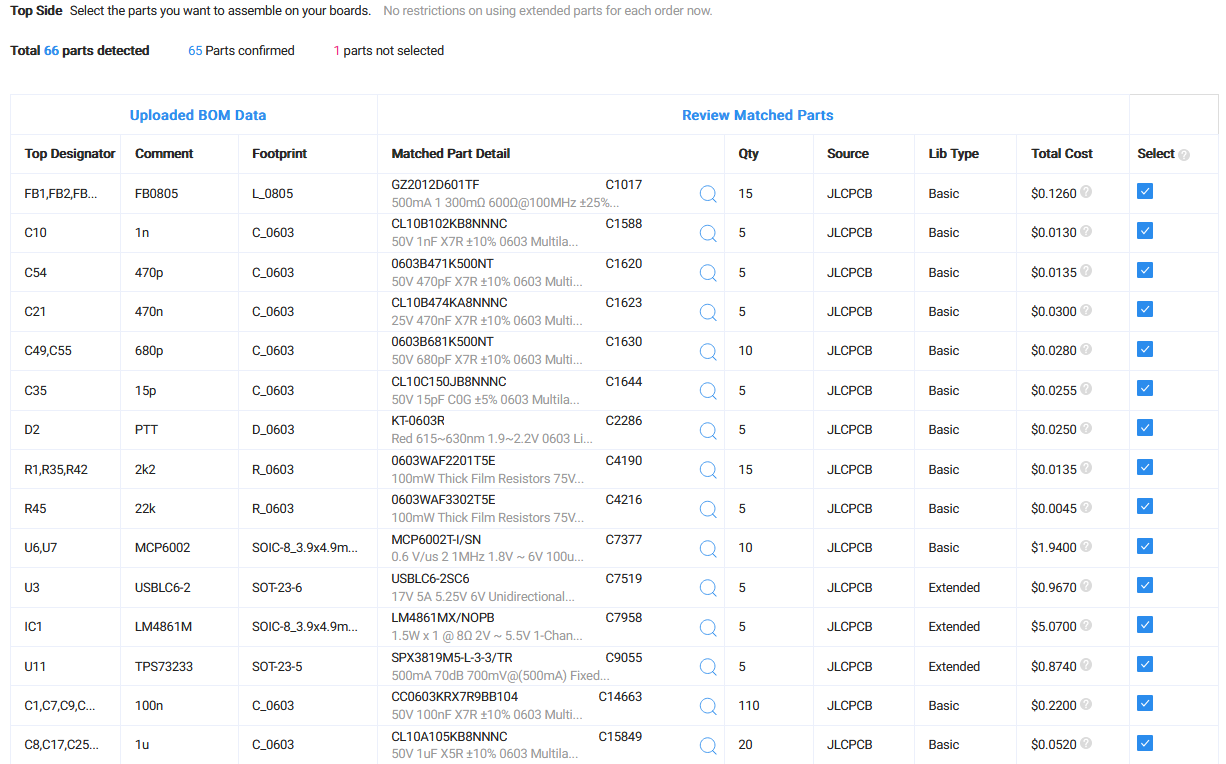 Top Side Select the parts you want to assemble on your boards. No restrictions on using extended parts for each order now.
Total 66 parts detected 65 Parts confirmed 1 parts not selected
Uploaded BOM Data Review Matched Parts
Top Designator Comment Footprint Matched Part Detail Qty Source Lib Type Total Cost Select ?
FB1,FB2,FB... FB0805 L_0805 GZ2012D601TF C1017 15 JLCPCB Basic $0.1260 ?
500mA 1 300mΩ 600Ω@100MHz ±25%...
C10 1n C_0603 CL10B102KB8NNNC C1588 5 JLCPCB Basic $0.0130 ?
50V 1nF X7R ±10% 0603 Multila...
C54 470p C_0603 0603B471K500NT C1620 5 JLCPCB Basic $0.0135 ?
50V 470pF X7R ±10% 0603 Multi...
C21 470n C_0603 CL10B474KA8NNNC C1623 5 JLCPCB Basic $0.0300 ?
25V 470nF X7R ±10% 0603 Multi...
C49,C55 680p C_0603 0603B681K500NT C1630 10 JLCPCB Basic $0.0280 ?
50V 680pF X7R ±10% 0603 Multi...
C35 15p C_0603 CL10C150JB8NNNC C1644 5 JLCPCB Basic $0.0255 ?
50V 15pF C0G ±5% 0603 Multila...
D2 PTT D_0603 KT-0603R C2286 5 JLCPCB Basic $0.0250 ?
Red 615~630nm 1.9~2.2V 0603 Li...
R1,R35,R42 2k2 R_0603 0603WAF2201T5E C4190 15 JLCPCB Basic $0.0135 ?
100mW Thick Film Resistors 75V...
R45 22k R_0603 0603WAF3302T5E C4216 5 JLCPCB Basic $0.0045 ?
100mW Thick Film Resistors 75V...
U6,U7 MCP6002 SOIC-8_3.9x4.9m... MCP6002T-I/SN C7377 10 JLCPCB Basic $1.9400 ?
0.6 V/us 2 1MHz 1.8V ~ 6V 100u...
U3 USBLC6-2 SOT-23-6 USBLC6-2SC6 C7519 5 JLCPCB Extended $0.9670 ?
17V 5A 5.25V 6V Unidirectional...
IC1 LM4861M SOIC-8_3.9x4.9m... LM4861MX/NOPB C7958 5 JLCPCB Extended $5.0700 ?
1.5W x 1 @ 8Ω 2V ~ 5.5V 1-Chan...
U11 TPS73233 SOT-23-5 SPX3819M5-L-3-3/TR C9055 5 JLCPCB Extended $0.8740 ?
500mA 70dB 700mV@(500mA) Fixed...
C1,C7,C9,C... 100n C_0603 CC0603KRX7R9BB104 C14663 110 JLCPCB Basic $0.2200 ?
50V 100nF X7R ±10% 0603 Multi...
C8,C17,C25... 1u C_0603 CL10A105KB8NNNC C15849 20 JLCPCB Basic $0.0520 ?
50V 1uF X5R ±10% 0603 Multila...